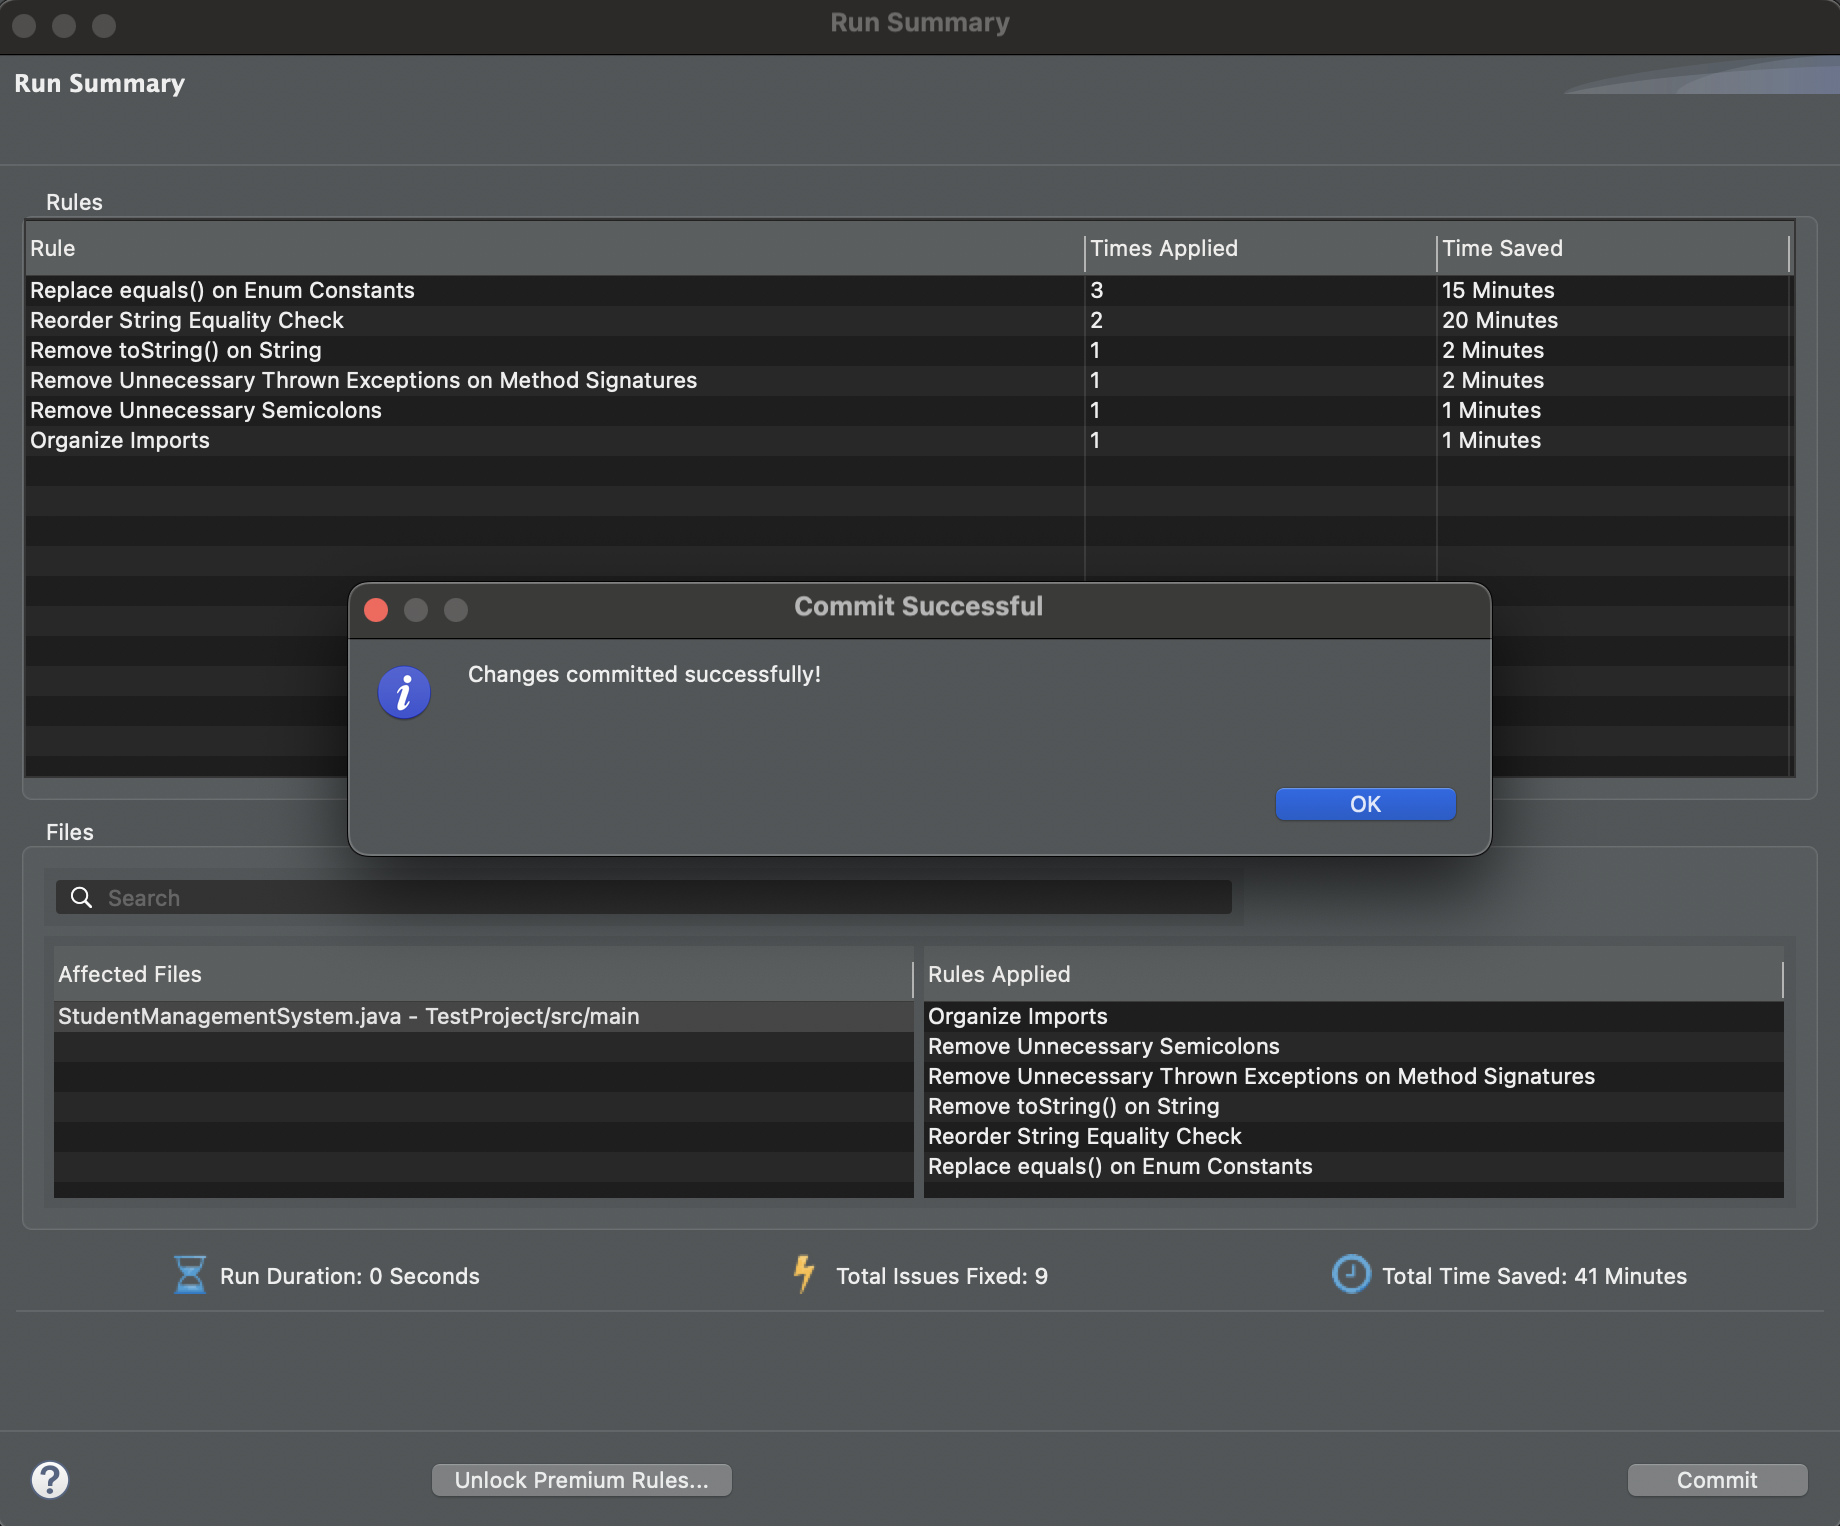 Run Summary
Run Summary
Rules
Rule Times Applied Time Saved
Replace equals() on Enum Constants 3 15 Minutes
Reorder String Equality Check 2 20 Minutes
Remove toString() on String 1 2 Minutes
Remove Unnecessary Thrown Exceptions on Method Signatures 1 2 Minutes
Remove Unnecessary Semicolons 1 1 Minutes
Organize Imports 1 1 Minutes
Commit Successful
i
Changes committed successfully!
OK
Files
Search
Affected Files
StudentManagementSystem.java - TestProject/src/main
Rules Applied
Organize Imports
Remove Unnecessary Semicolons
Remove Unnecessary Thrown Exceptions on Method Signatures
Remove toString() on String
Reorder String Equality Check
Replace equals() on Enum Constants
Run Duration: 0 Seconds
Total Issues Fixed: 9
Total Time Saved: 41 Minutes
?
Unlock Premium Rules...
Commit